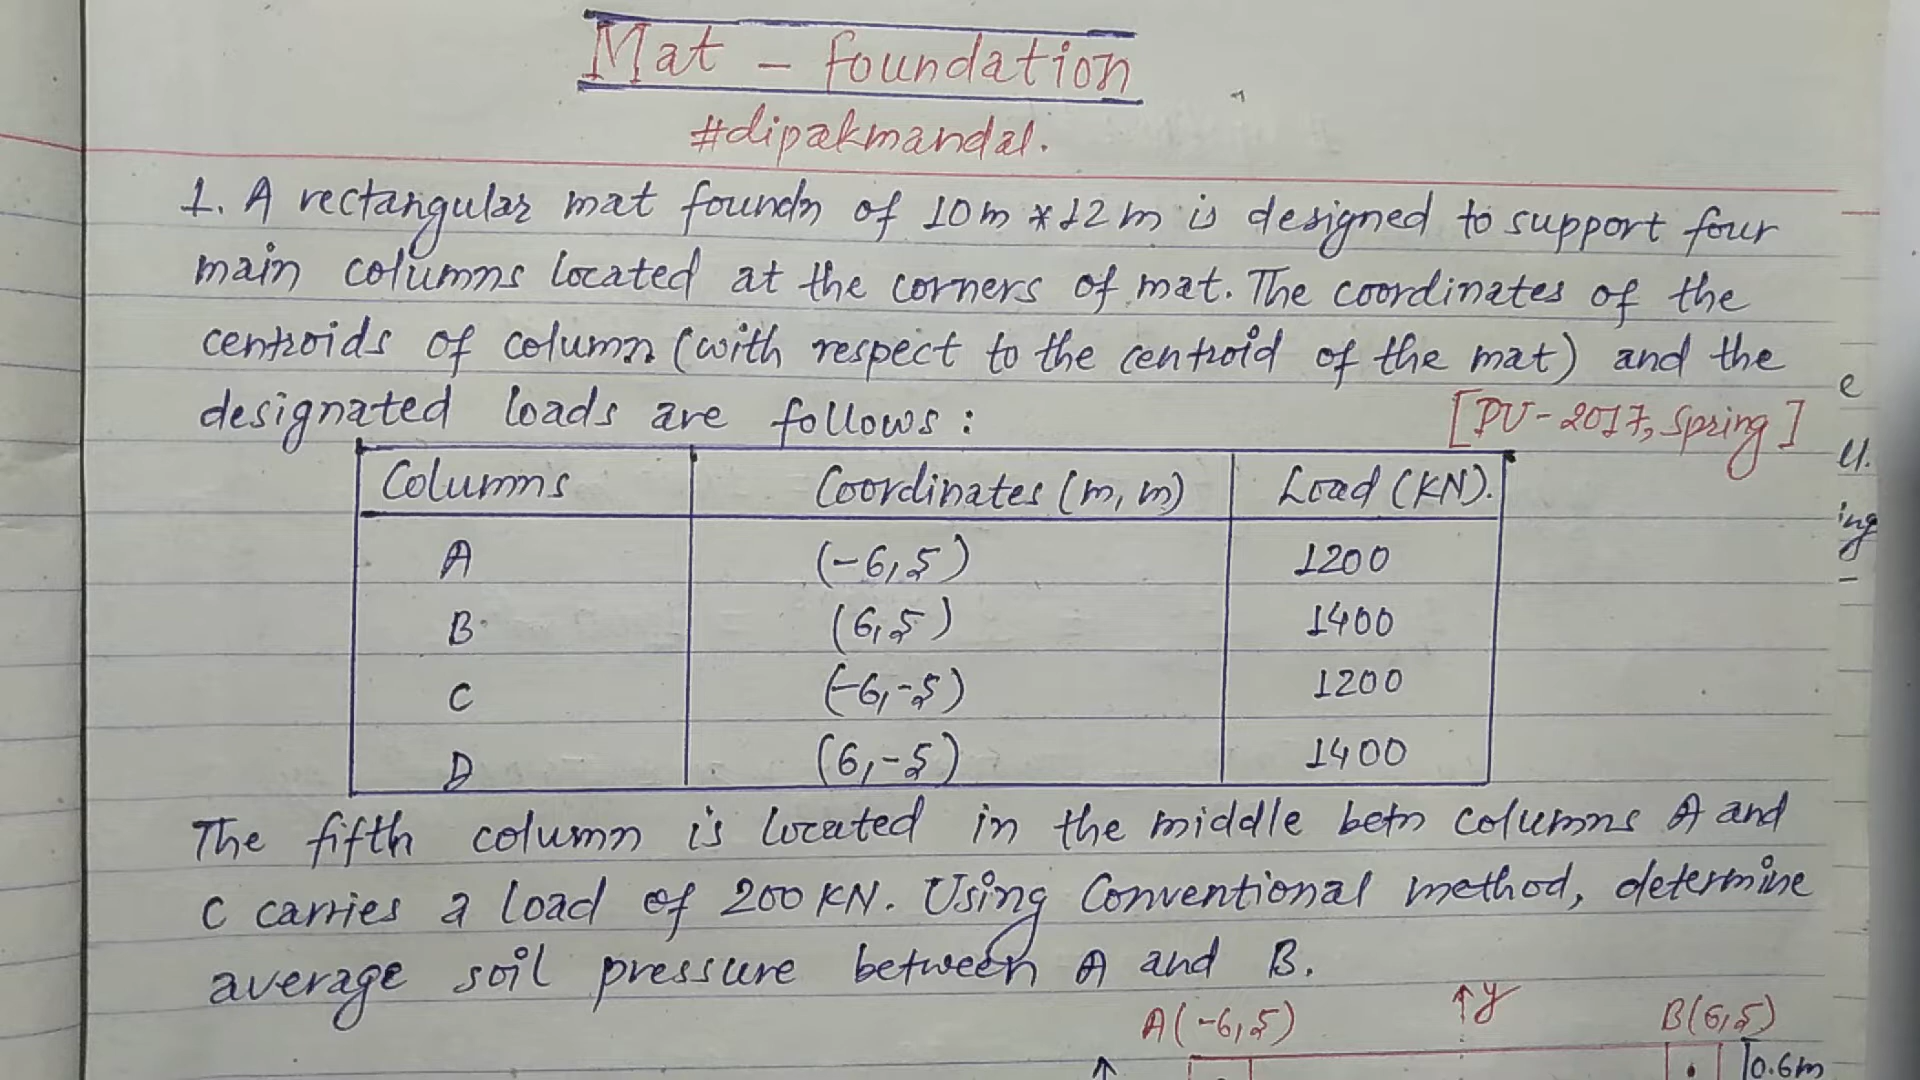 Mat - foundation
#dipakmandal.
1. A rectangular mat foundn of 10m * 12m is designed to support four
main columns located at the corners of mat. The coordinates of the
centroids of column (with respect to the centroid of the mat) and the
designated loads are follows:
[PU-2017, Spring]
Columns Coordinates (m, m) Load (KN).
A (-6,5) 1200
B (6,5) 1400
C (-6,-5) 1200
D (6,-5) 1400
The fifth column is located in the middle betn columns A and
C carries a load of 200 KN. Using Conventional method, determine
average soil pressure between A and B.
A(-6,5) ↑y B(6,5)
0.6m